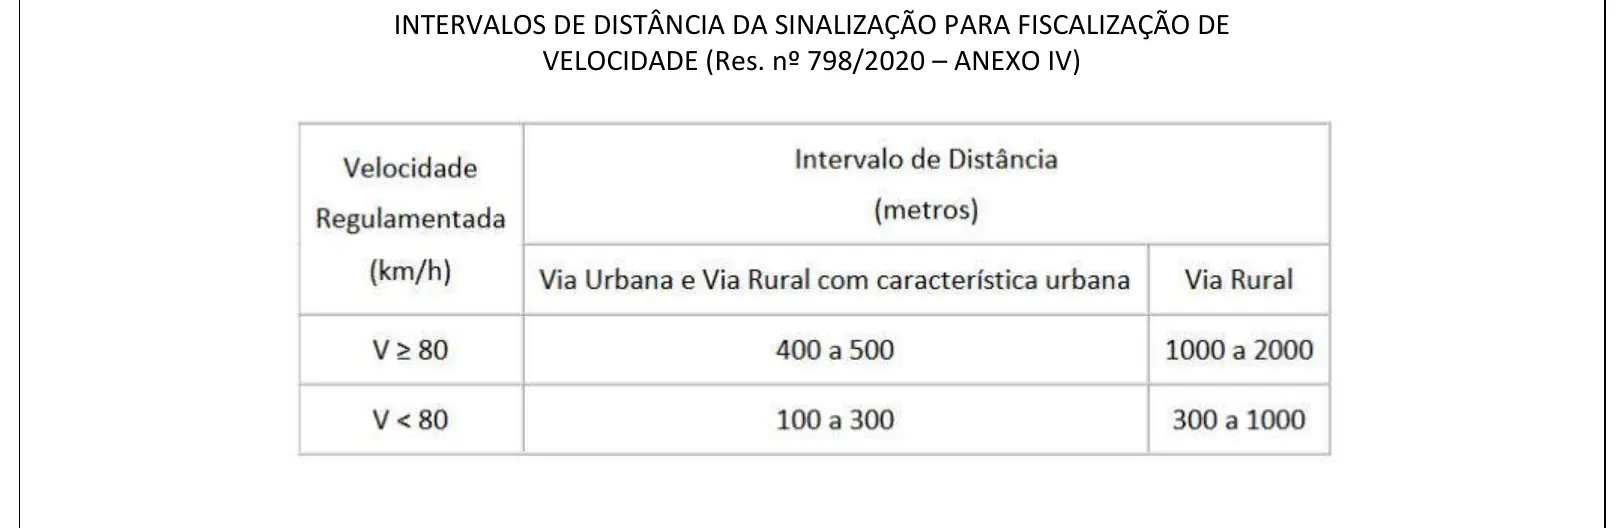 INTERVALOS DE DISTÂNCIA DA SINALIZAÇÃO PARA FISCALIZAÇÃO DE
VELOCIDADE (Res. nº 798/2020 – ANEXO IV)
Velocidade
Regulamentada
(km/h)
Intervalo de Distância
(metros)
Via Urbana e Via Rural com característica urbana
Via Rural
V ≥ 80
400 a 500
1000 a 2000
V < 80
100 a 300
300 a 1000